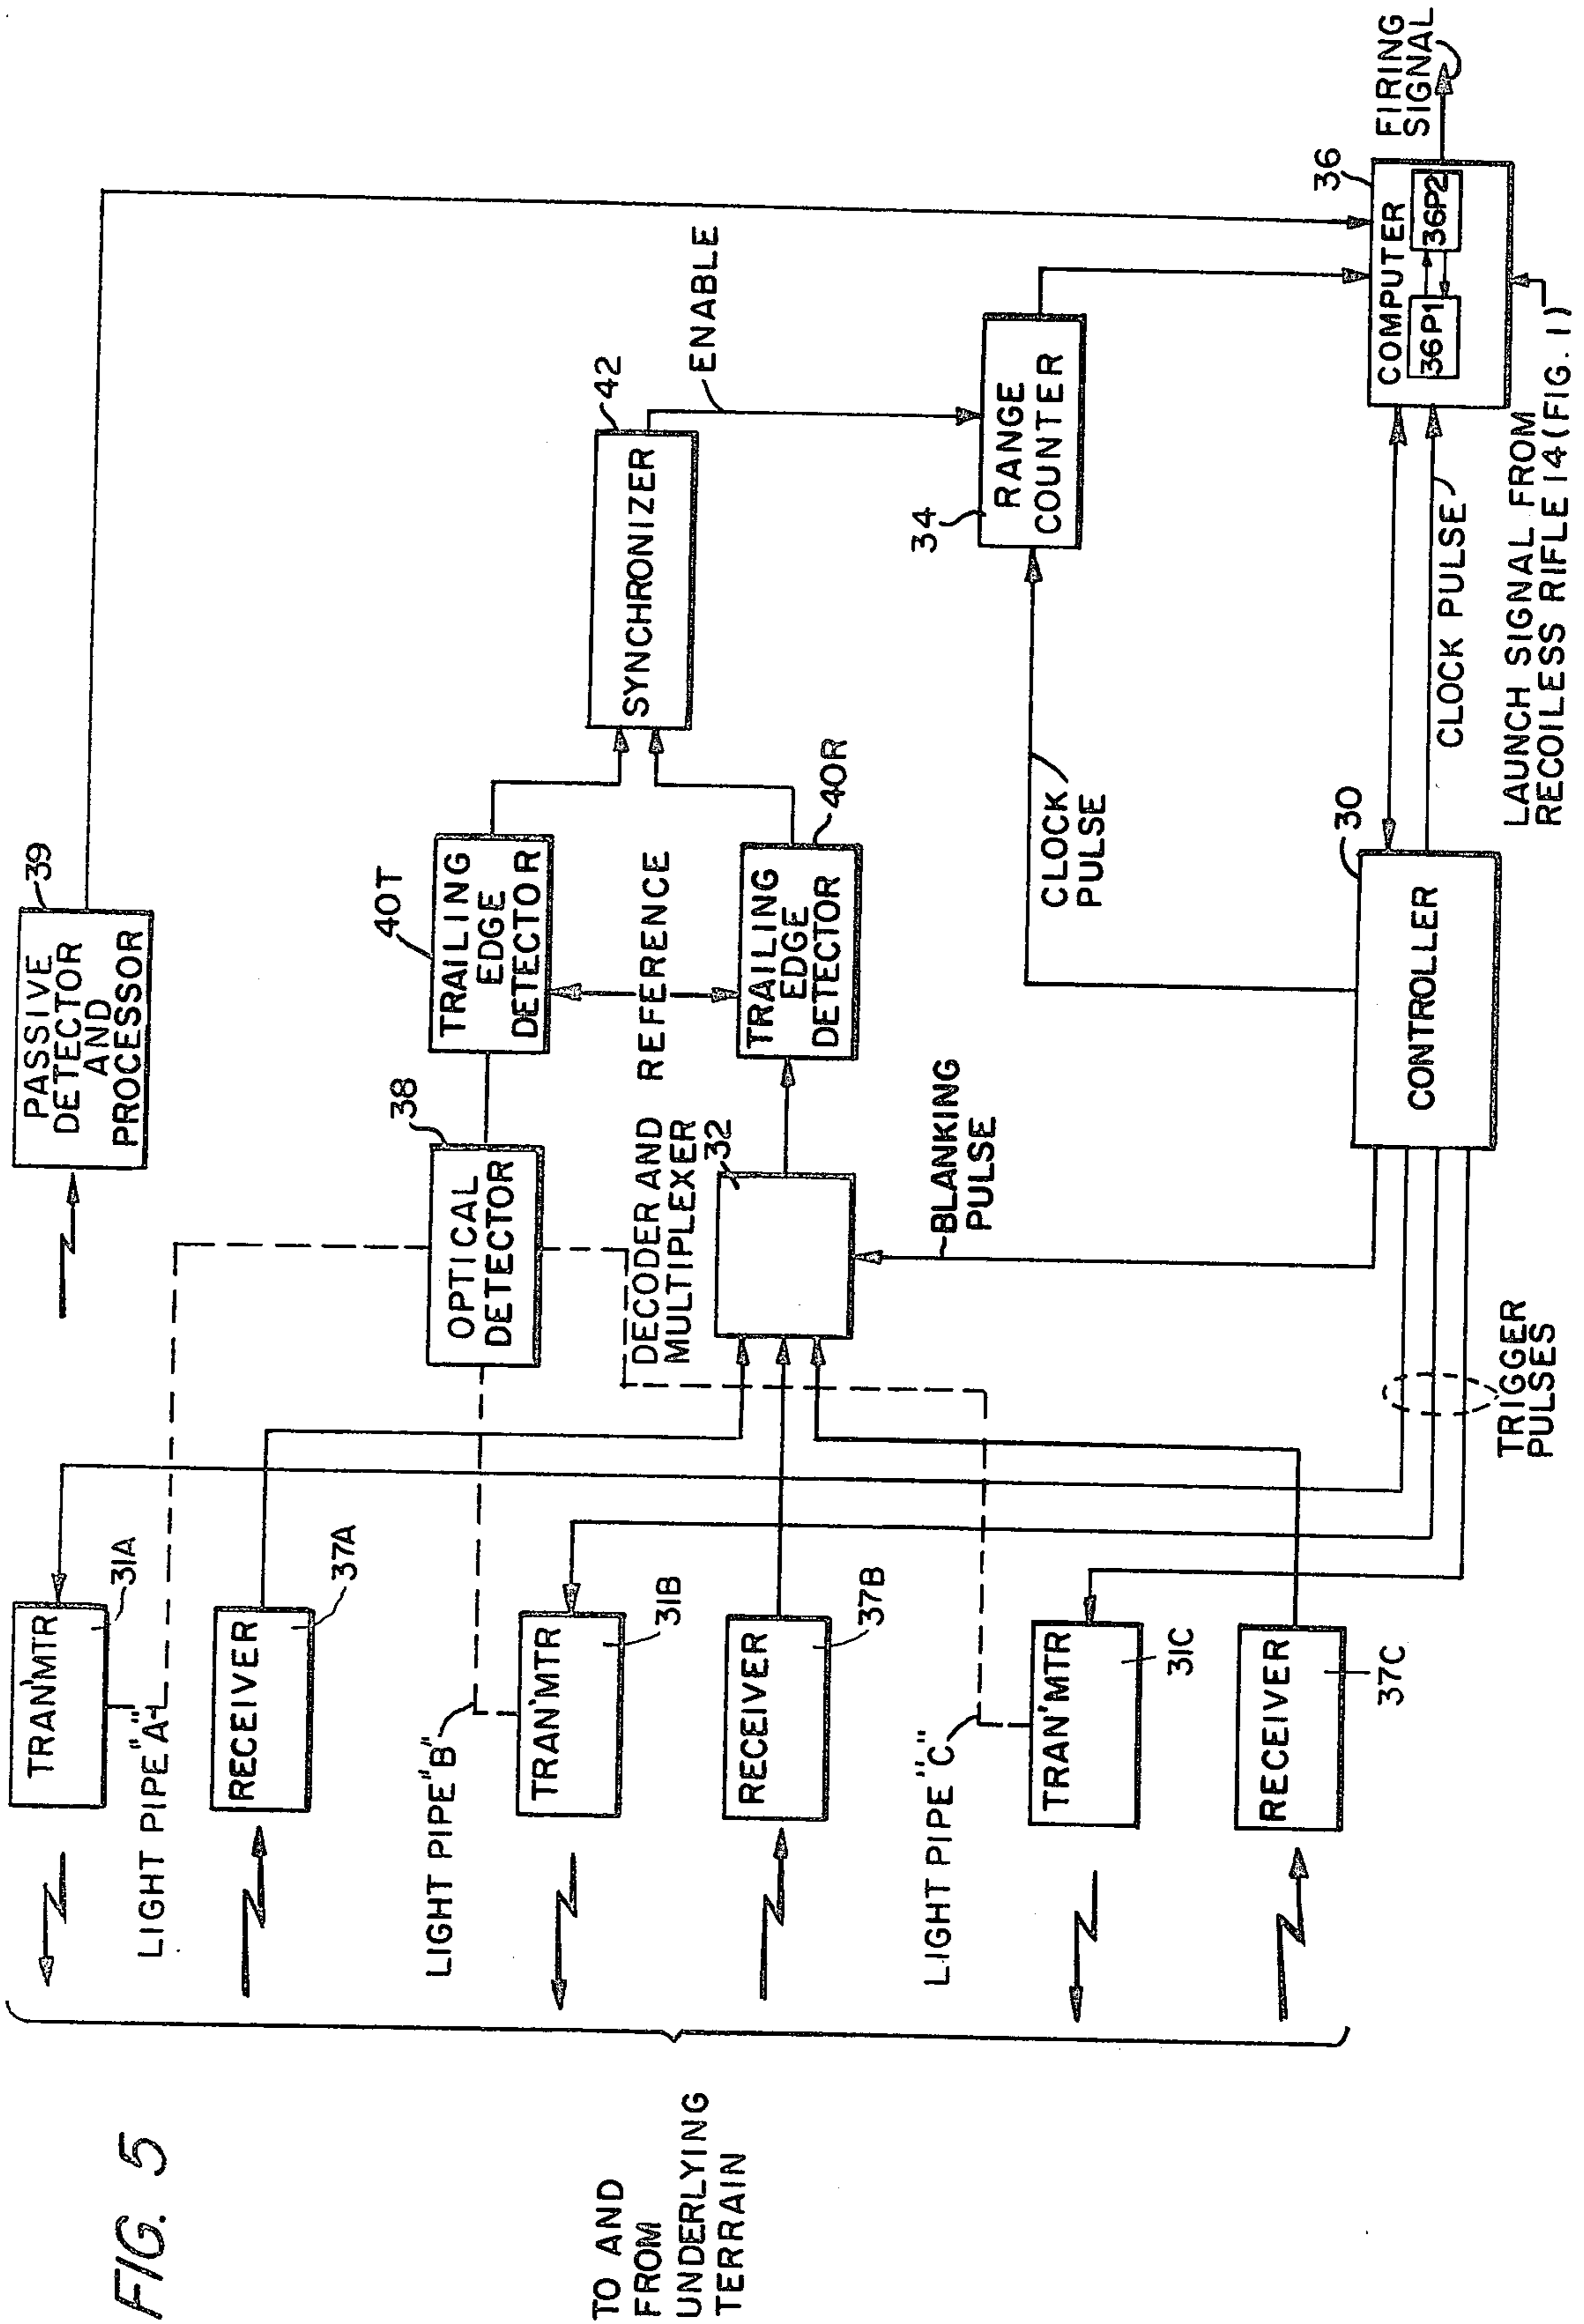 FIG. 5
TO AND
FROM
UNDERLYING
TERRAIN
TRAN'MTR
31A
LIGHT PIPE "A"
RECEIVER
37A
LIGHT PIPE "B"
TRAN'MTR
31B
RECEIVER
37B
LIGHT PIPE "C"
TRAN'MTR
31C
RECEIVER
37C
PASSIVE
DETECTOR
AND
PROCESSOR
39
OPTICAL
DETECTOR
38
TRAILING
EDGE
DETECTOR
40T
REFERENCE
DECODER AND
MULTIPLEXER
32
TRAILING
EDGE
DETECTOR
40R
SYNCHRONIZER
42
ENABLE
BLANKING
PULSE
CLOCK
PULSE
RANGE
COUNTER
34
TRIGGER
PULSES
CONTROLLER
30
CLOCK PULSE
COMPUTER
36
36P1
36P2
FIRING
SIGNAL
LAUNCH SIGNAL FROM
RECOILESS RIFLE 14 (FIG. 1)